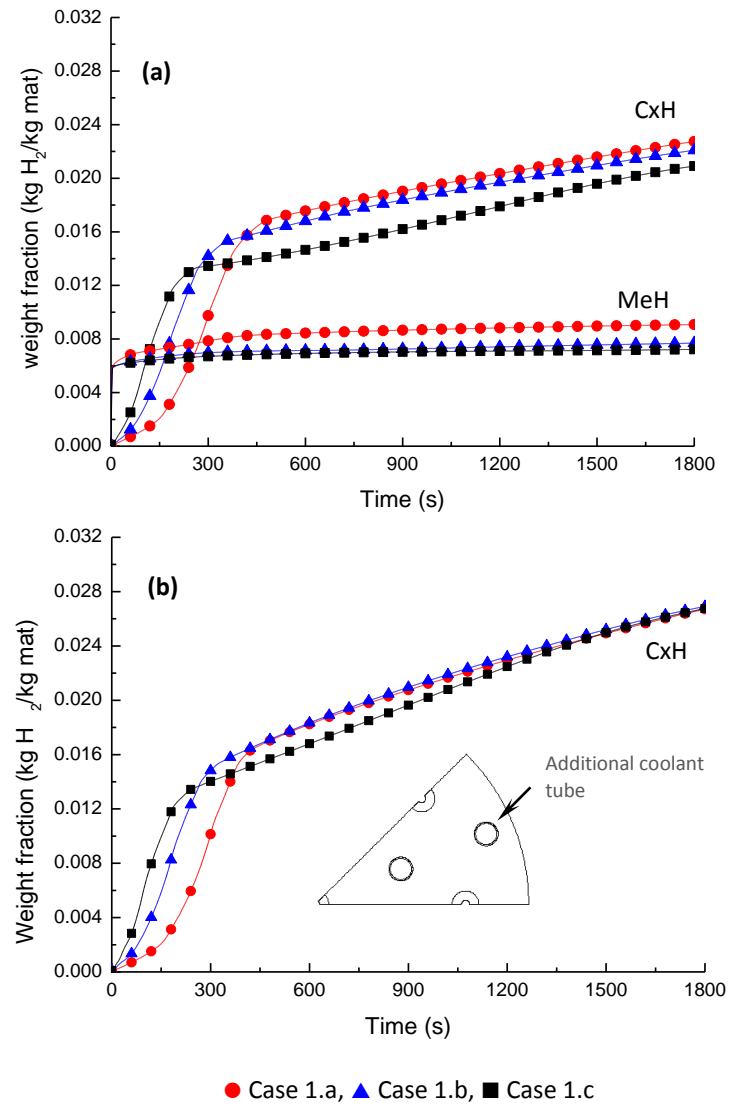 (a)
weight fraction (kg H₂/kg mat)
0.032
0.028
0.024
0.020
0.016
0.012
0.008
0.004
0.000
CxH
MeH
0 300 600 900 1200 1500 1800
Time (s)
(b)
Weight fraction (kg H ₂/kg mat)
0.032
0.028
0.024
0.020
0.016
0.012
0.008
0.004
0.000
CxH
Additional coolant
tube
0 300 600 900 1200 1500 1800
Time (s)
Case 1.a, Case 1.b, Case 1.c